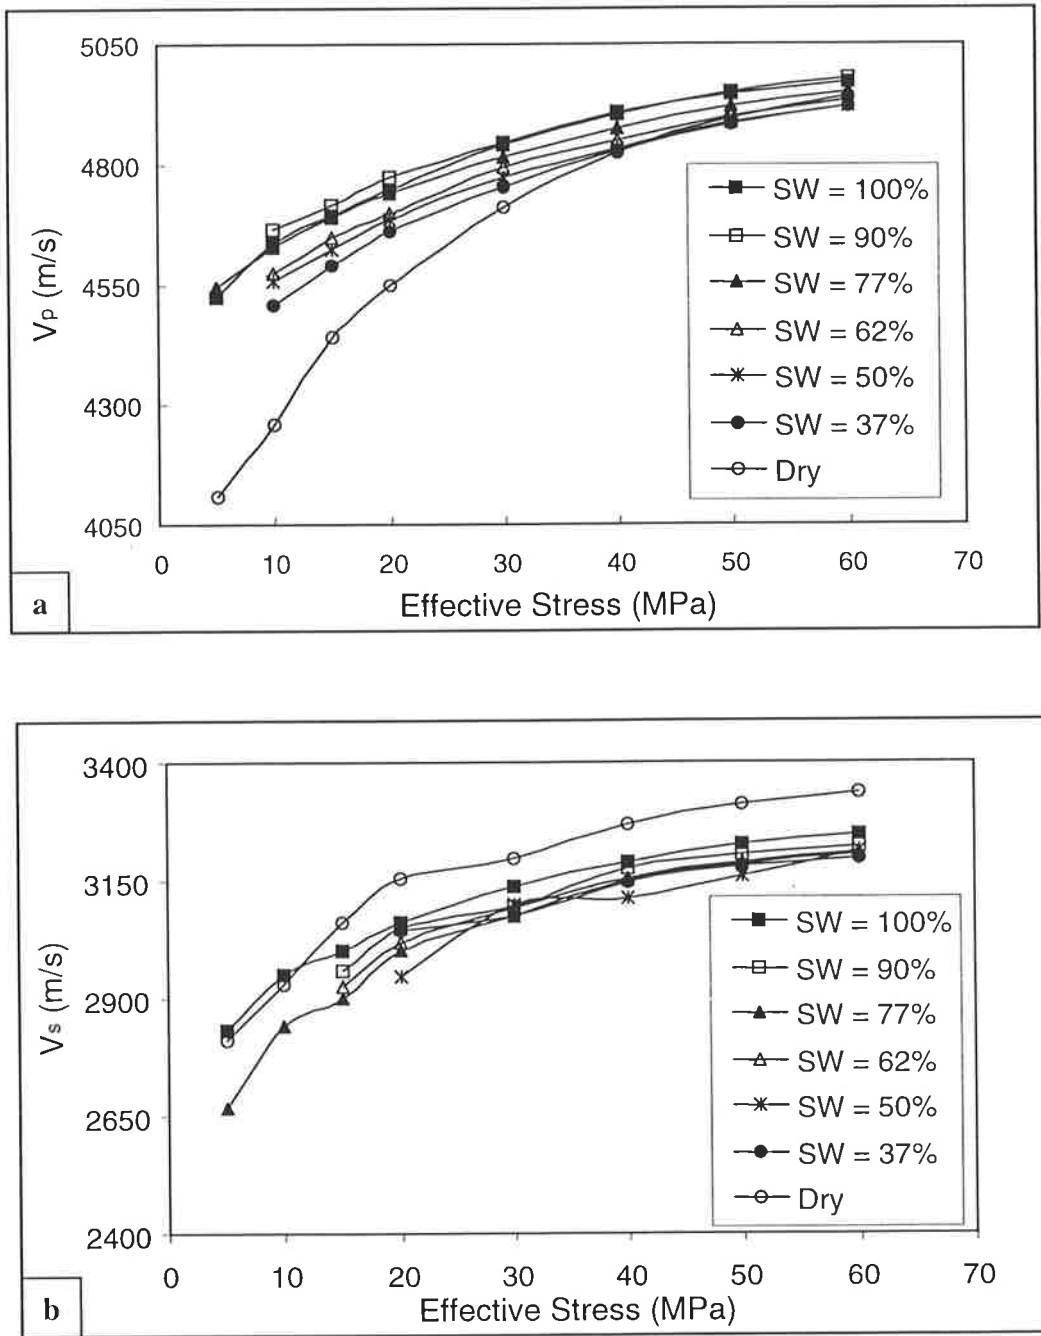 5050
4800
4550
4300
4050
Vp (m/s)
SW = 100%
SW = 90%
SW = 77%
SW = 62%
SW = 50%
SW = 37%
Dry
0 10 20 30 40 50 60 70
Effective Stress (MPa)
a
3400
3150
2900
2650
2400
Vs (m/s)
SW = 100%
SW = 90%
SW = 77%
SW = 62%
SW = 50%
SW = 37%
Dry
0 10 20 30 40 50 60 70
Effective Stress (MPa)
b